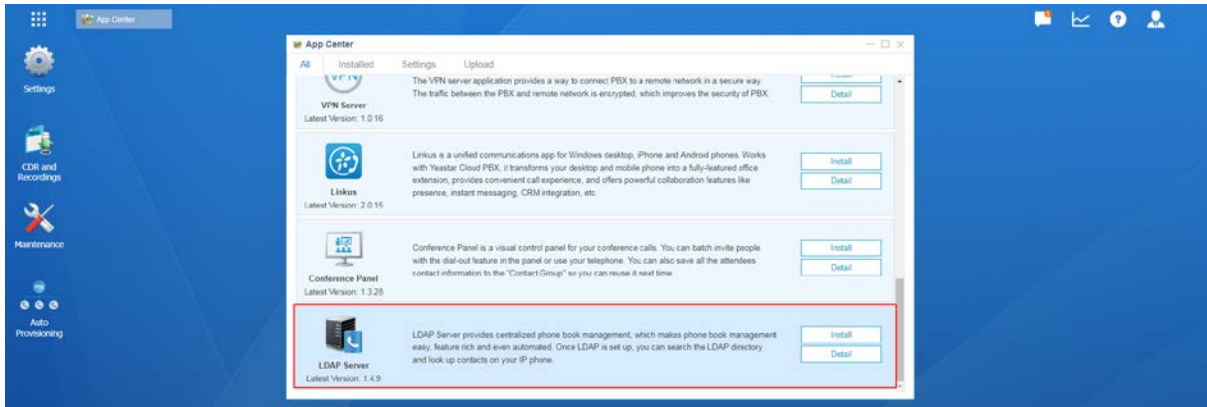 App Center
Settings
CDR and
Recordings
Maintenance
Auto
Provisioning
App Center
All Installed Settings Upload
VPN
VPN Server
Latest Version: 1.0.16
The VPN server application provides a way to connect PBX to a remote network in a secure way.
The traffic between the PBX and remote network is encrypted, which improves the security of PBX.
Install
Detail
Linkus
Latest Version: 2.0.15
Linkus is a unified communications app for Windows desktop, iPhone and Android phones. Works
with Yeastar Cloud PBX, it transforms your desktop and mobile phone into a fully-featured office
extension, provides convenient call experience, and offers powerful collaboration features like
presence, instant messaging, CRM integration, etc.
Install
Detail
Conference Panel
Latest Version: 1.3.28
Conference Panel is a visual control panel for your conference calls. You can batch invite people
with the dial-out feature in the panel or use your telephone. You can also save all the attendees
contact information to the "Contact Group" so you can reuse it next time.
Install
Detail
LDAP Server
Latest Version: 1.4.9
LDAP Server provides centralized phone book management, which makes phone book management
easy, feature rich and even automated. Once LDAP is set up, you can search the LDAP directory
and look up contacts on your IP phone.
Install
Detail